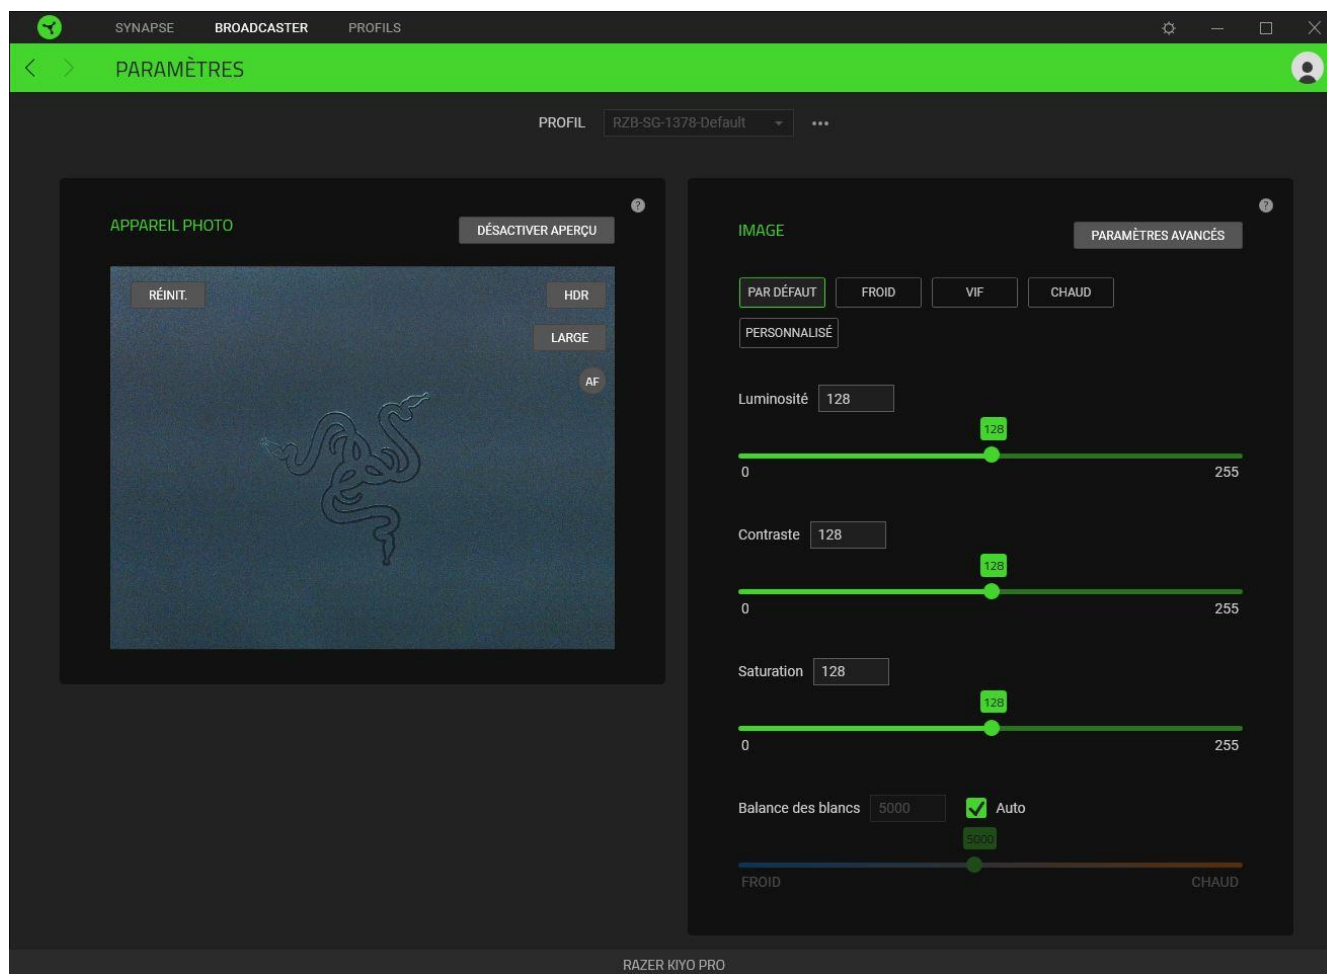 SYNAPSE BROADCASTER PROFILS
PARAMÈTRES
PROFIL RZB-SG-1378-Default
APPAREIL PHOTO
DÉSACTIVER APERÇU
RÉINIT.
HDR
LARGE
AF
IMAGE
PARAMÈTRES AVANCÉS
PAR DÉFAUT FROID VIF CHAUD
PERSONNALISÉ
Luminosité 128
128
0 255
Contraste 128
128
0 255
Saturation 128
128
0 255
Balance des blancs 5000 Auto
5000
FROID CHAUD
RAZER KIYO PRO